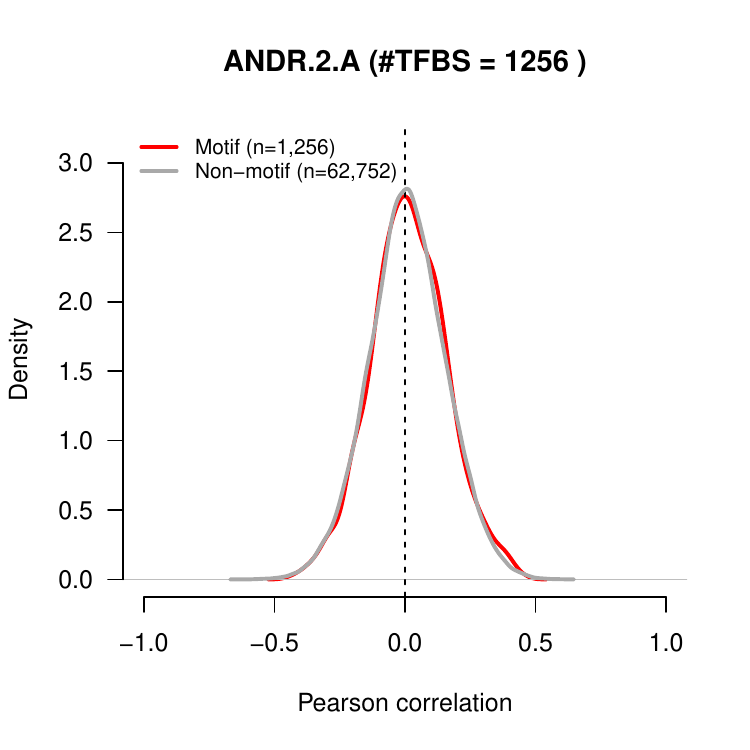 ANDR.2.A (#TFBS = 1256 )
Motif (n=1,256)
Non−motif (n=62,752)
3.0
2.5
2.0
1.5
1.0
0.5
0.0
Density
−1.0 −0.5 0.0 0.5 1.0
Pearson correlation